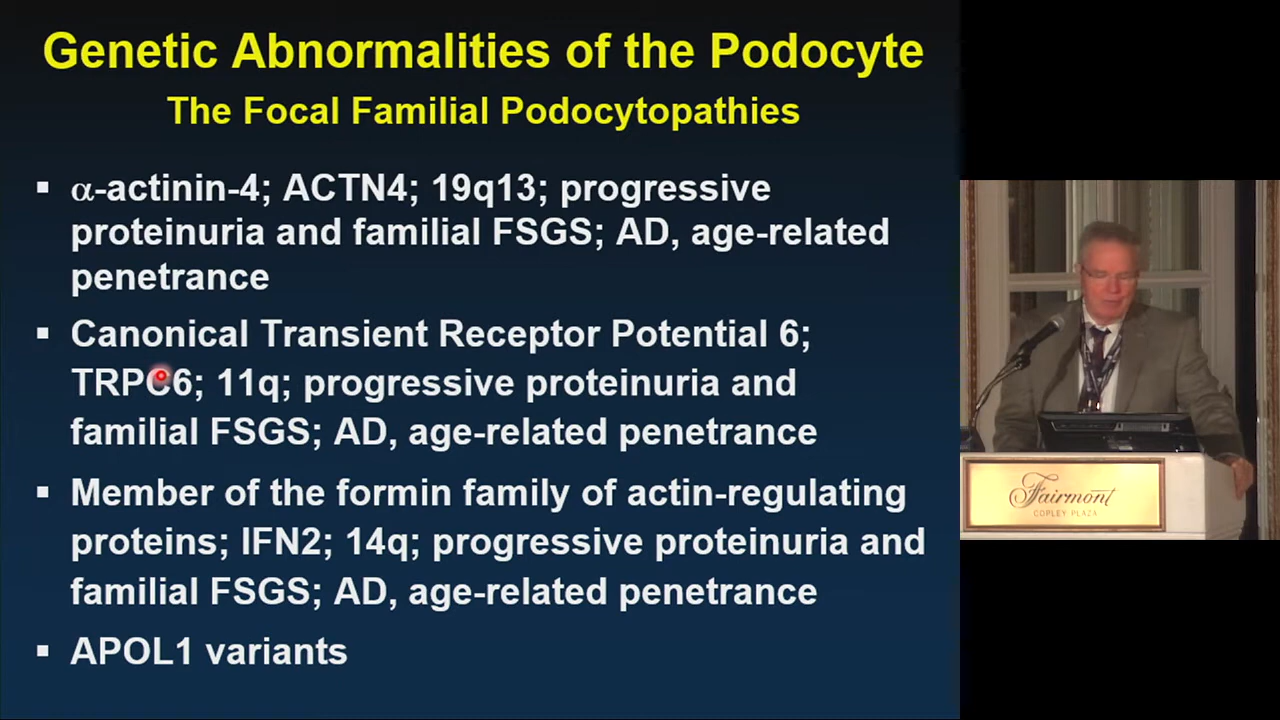 Genetic Abnormalities of the Podocyte
The Focal Familial Podocytopathies
▪ α-actinin-4; ACTN4; 19q13; progressive
proteinuria and familial FSGS; AD, age-related
penetrance
▪ Canonical Transient Receptor Potential 6;
TRPC6; 11q; progressive proteinuria and
familial FSGS; AD, age-related penetrance
▪ Member of the formin family of actin-regulating
proteins; IFN2; 14q; progressive proteinuria and
familial FSGS; AD, age-related penetrance
▪ APOL1 variants
Fairmont
COPLEY PLAZA